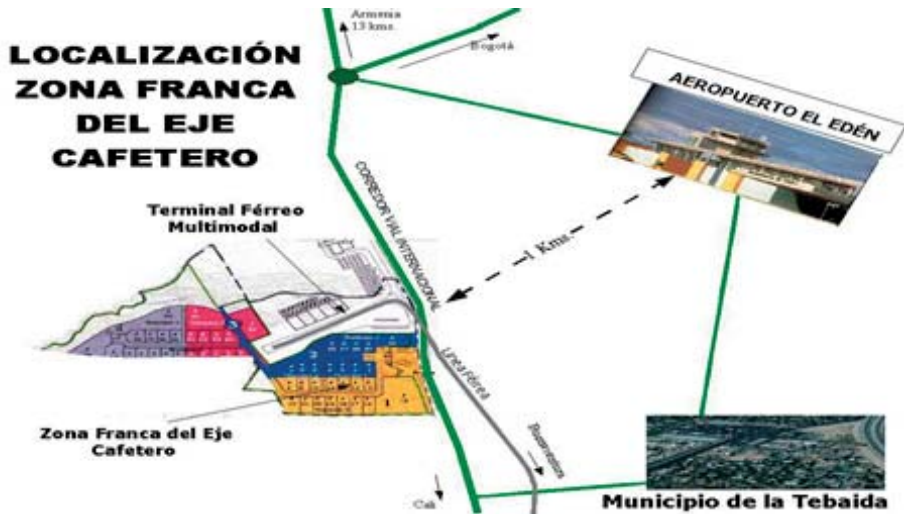 LOCALIZACIÓN
ZONA FRANCA
DEL EJE
CAFETERO
Armenia
13 kms.
Bogotá
AEROPUERTO EL EDÉN
Terminal Férreo
Multimodal
CORREDOR VIAL INTERNACIONAL
1 Kms.
Línea Férrea
Zona Franca del Eje
Cafetero
Buenaventura
Cali
Municipio de la Tebaida